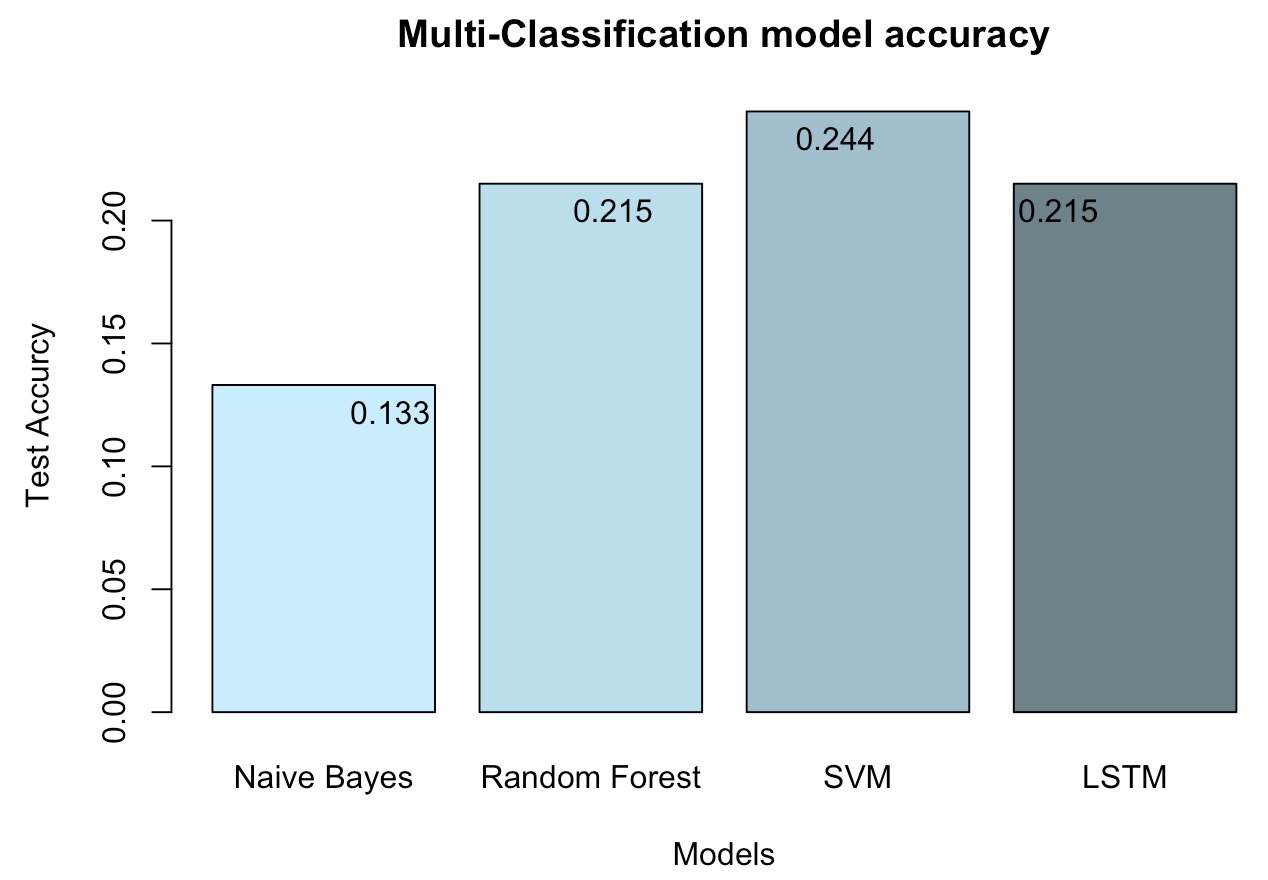 Multi-Classification model accuracy
Test Accurcy
0.20
0.15
0.10
0.05
0.00
0.133
0.215
0.244
0.215
Naive Bayes
Random Forest
SVM
LSTM
Models